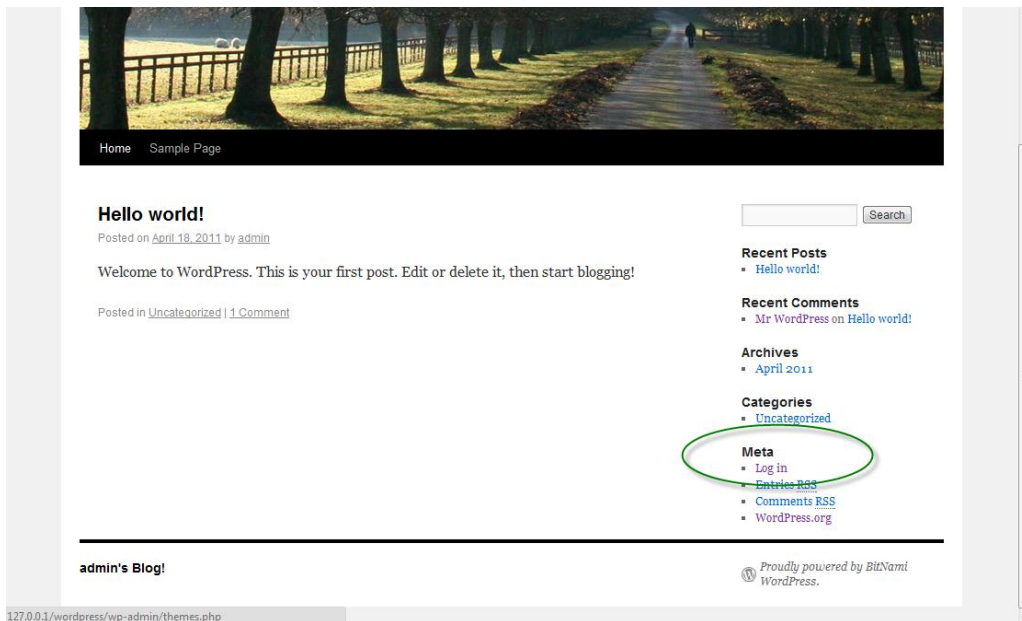 Home Sample Page
Hello world!
Posted on April 18, 2011 by admin
Welcome to WordPress. This is your first post. Edit or delete it, then start blogging!
Posted in Uncategorized | 1 Comment
Search
Recent Posts
Hello world!
Recent Comments
Mr WordPress on Hello world!
Archives
April 2011
Categories
Uncategorized
Meta
Log in
Entries RSS
Comments RSS
WordPress.org
admin's Blog!
Proudly powered by BitNami
WordPress.
127.0.0.1/wordpress/wp-admin/themes.php